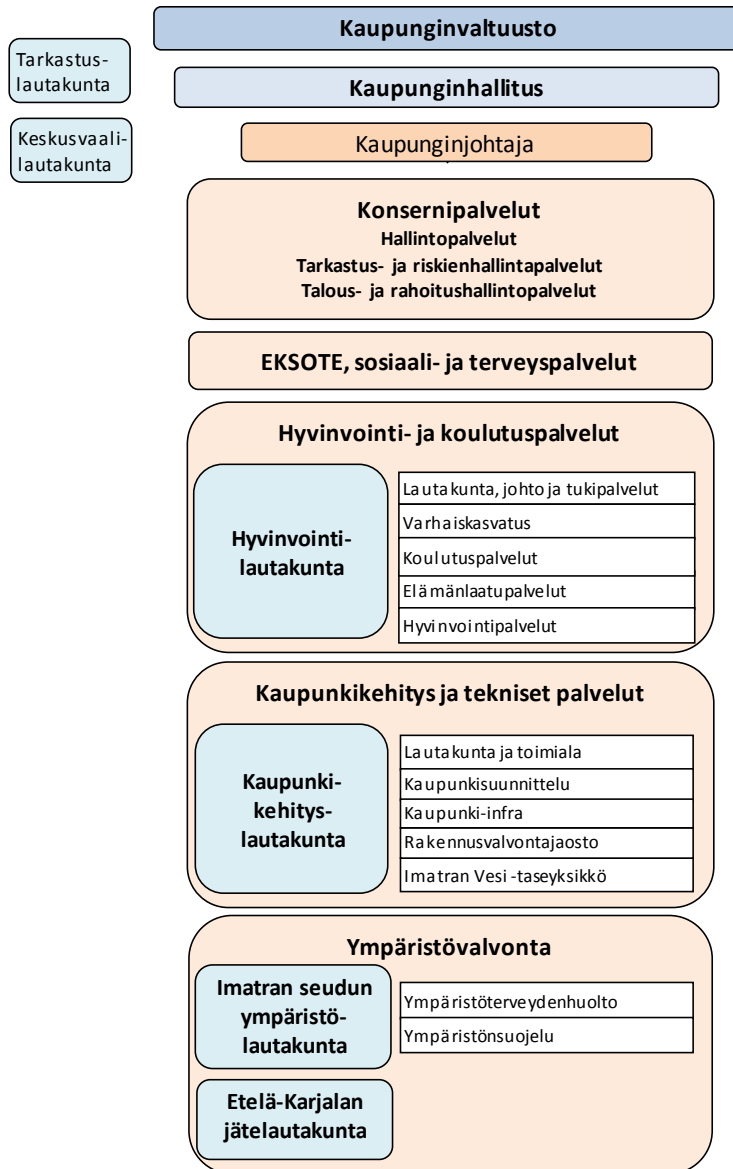 Kaupunginvaltuusto
Tarkastus-
lautakunta
Kaupunginhallitus
Keskusvaali-
lautakunta
Kaupunginjohtaja
Konsernipalvelut
Hallintopalvelut
Tarkastus- ja riskienhallintapalvelut
Talous- ja rahoitushallintopalvelut
EKSOTE, sosiaali- ja terveyspalvelut
Hyvinvointi- ja koulutuspalvelut
Hyvinvointi-
lautakunta
Lautakunta, johto ja tukipalvelut
Varhaiskasvatus
Koulutuspalvelut
Elämänlaatupalvelut
Hyvinvointipalvelut
Kaupunkikehitys ja tekniset palvelut
Kaupunki-
kehitys-
lautakunta
Lautakunta ja toimiala
Kaupunkisuunnittelu
Kaupunki-infra
Rakennusvalvontajaosto
Imatran Vesi -taseyksikkö
Ympäristövalvonta
Imatran seudun
ympäristö-
lautakunta
Ympäristöterveydenhuolto
Ympäristönsuojelu
Etelä-Karjalan
jätelautakunta